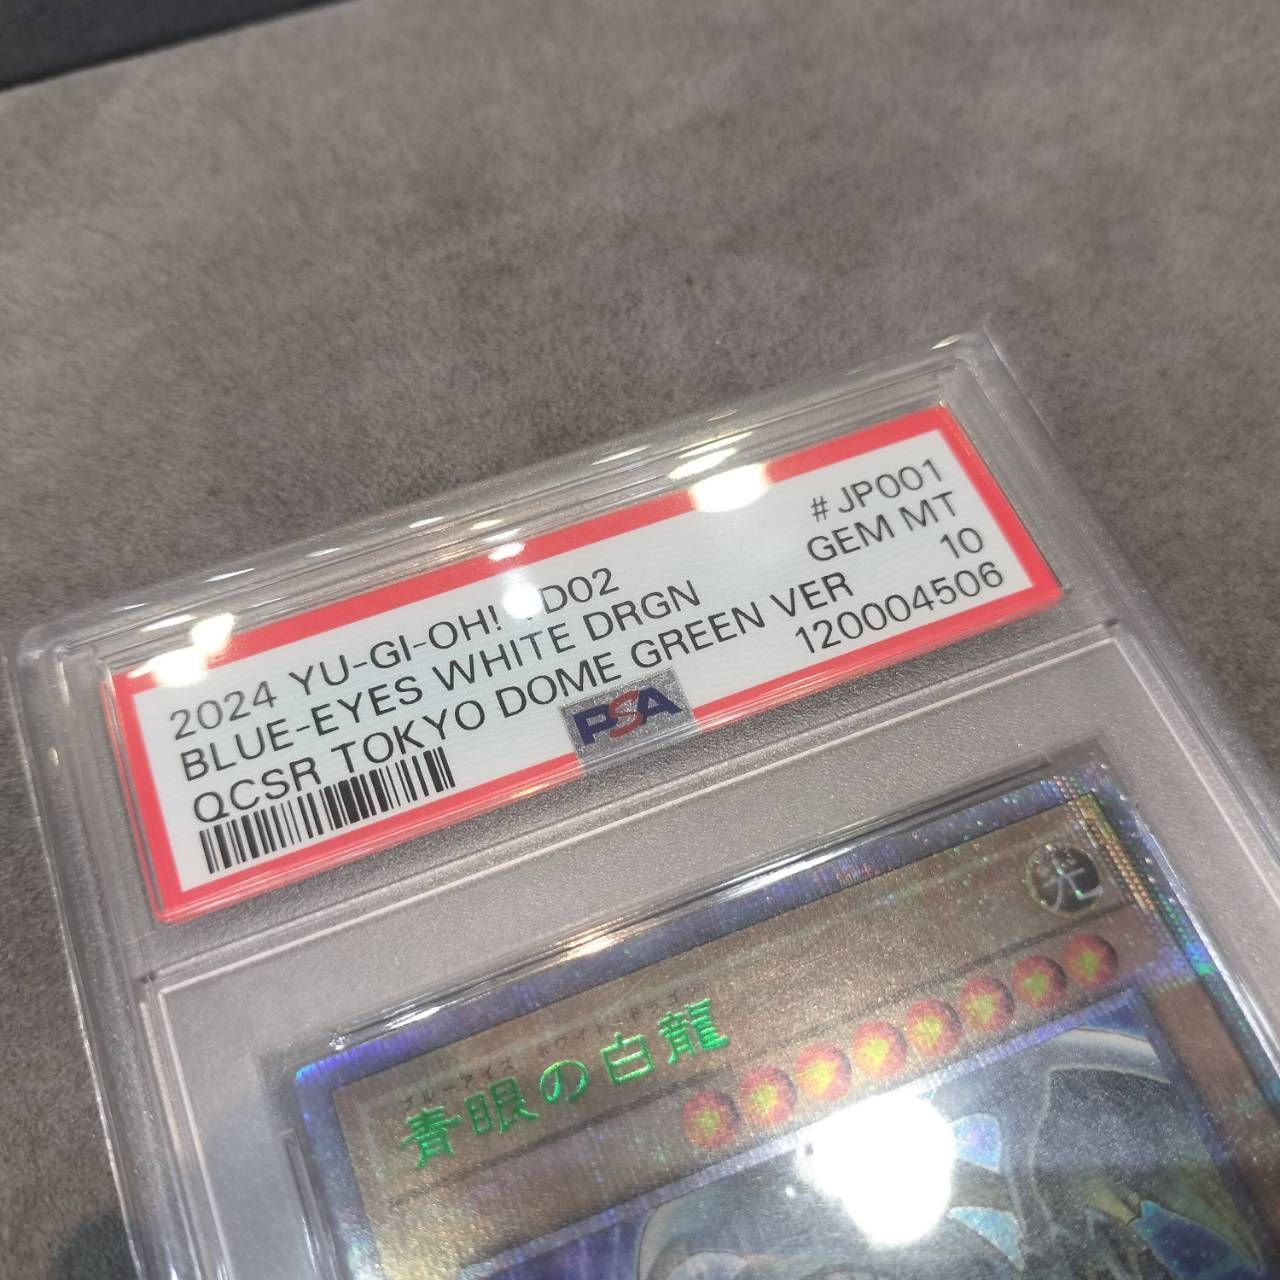 2024 YU-GI-OH! D02
BLUE-EYES WHITE DRGN
QCSR TOKYO DOME GREEN VER
#JP001
GEM MT
10
120004506
PSA
光
ブルーアイズ・ホワイト・ドラゴン
青眼の白龍